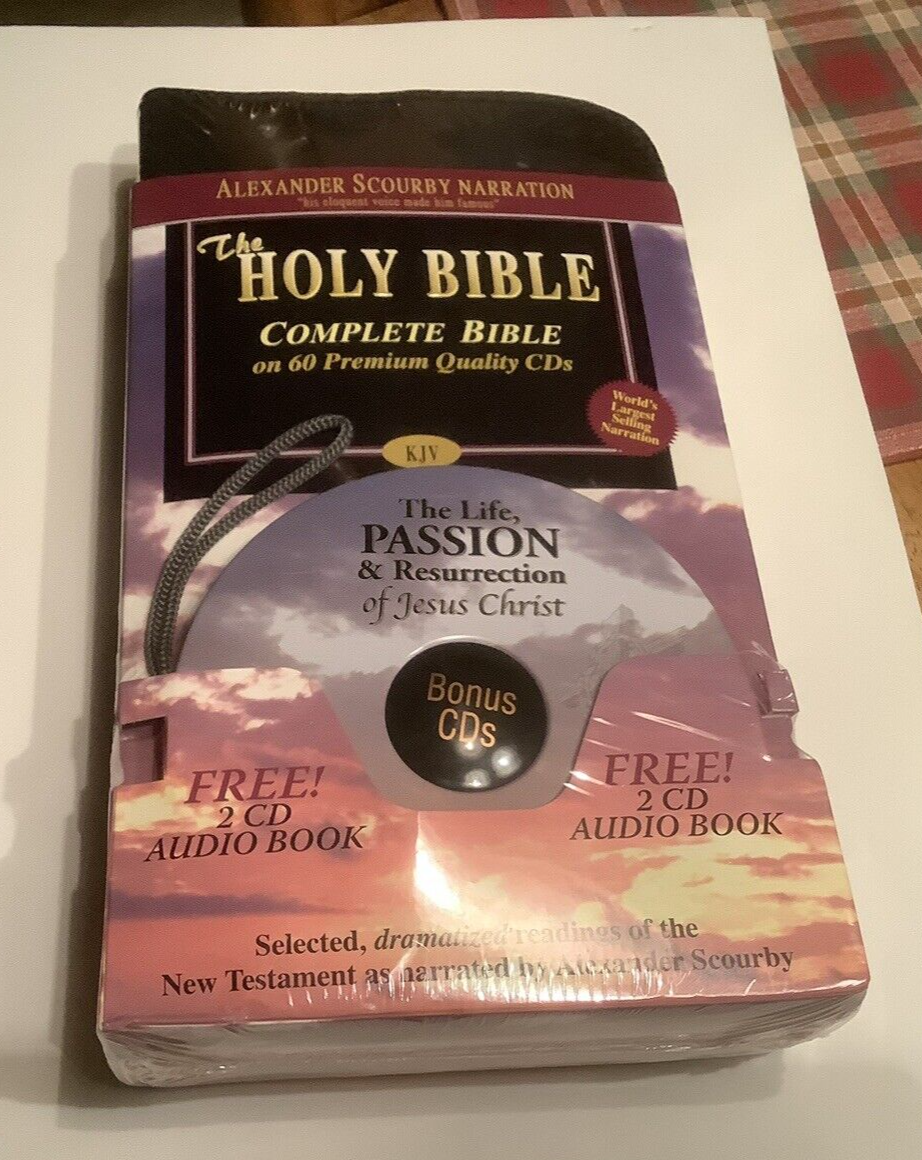 ALEXANDER SCOURBY NARRATION
"his eloquent voice made him famous"
The
HOLY BIBLE
COMPLETE BIBLE
on 60 Premium Quality CDs
World's
Largest
Selling
Narration
KJV
The Life,
PASSION
& Resurrection
of Jesus Christ
Bonus
CDs
FREE!
2 CD
AUDIO BOOK
FREE!
2 CD
AUDIO BOOK
Selected, dramatized readings of the
New Testament as narrated by Alexander Scourby